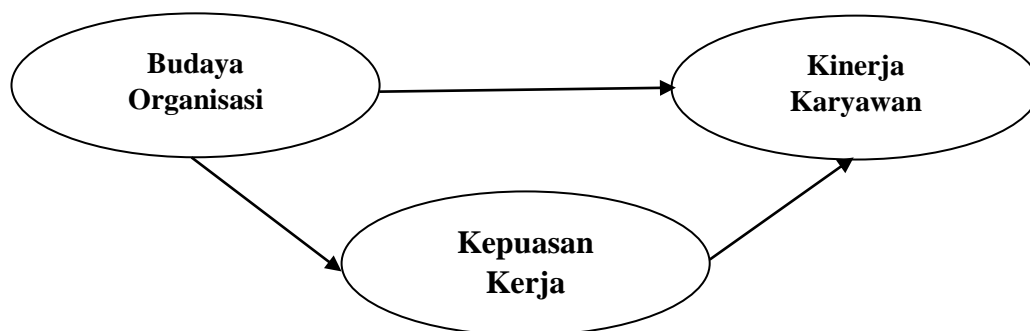 Budaya
Organisasi
Kinerja
Karyawan
Kepuasan
Kerja